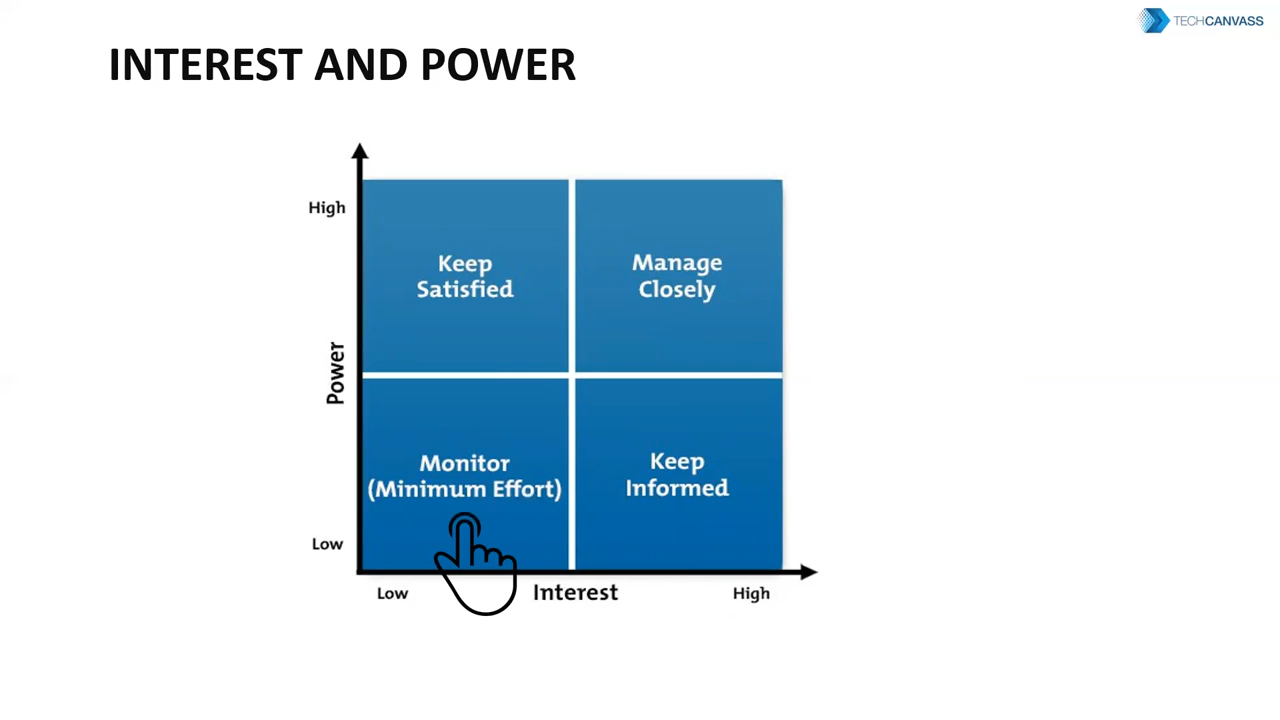 TECHCANVASS
INTEREST AND POWER
High
Keep
Satisfied
Manage
Closely
Power
Monitor
(Minimum Effort)
Keep
Informed
Low
Low
Interest
High